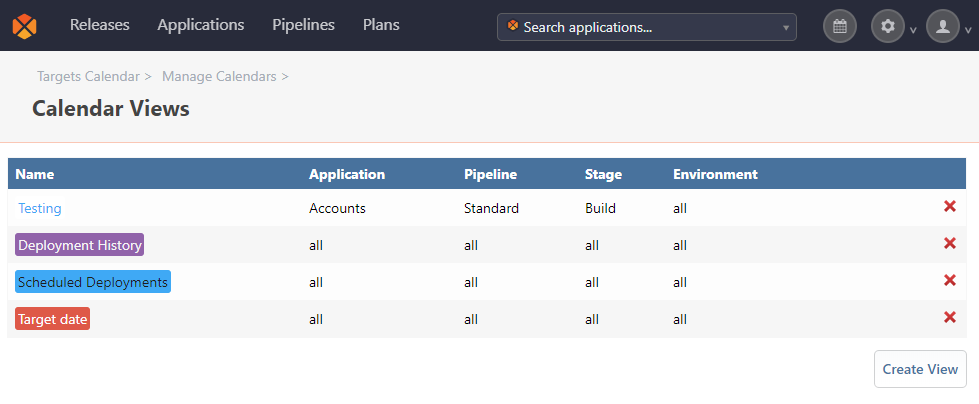 Releases Applications Pipelines Plans Search applications...
Targets Calendar > Manage Calendars >
Calendar Views
Name Application Pipeline Stage Environment
Testing Accounts Standard Build all
Deployment History all all all all
Scheduled Deployments all all all all
Target date all all all all
Create View